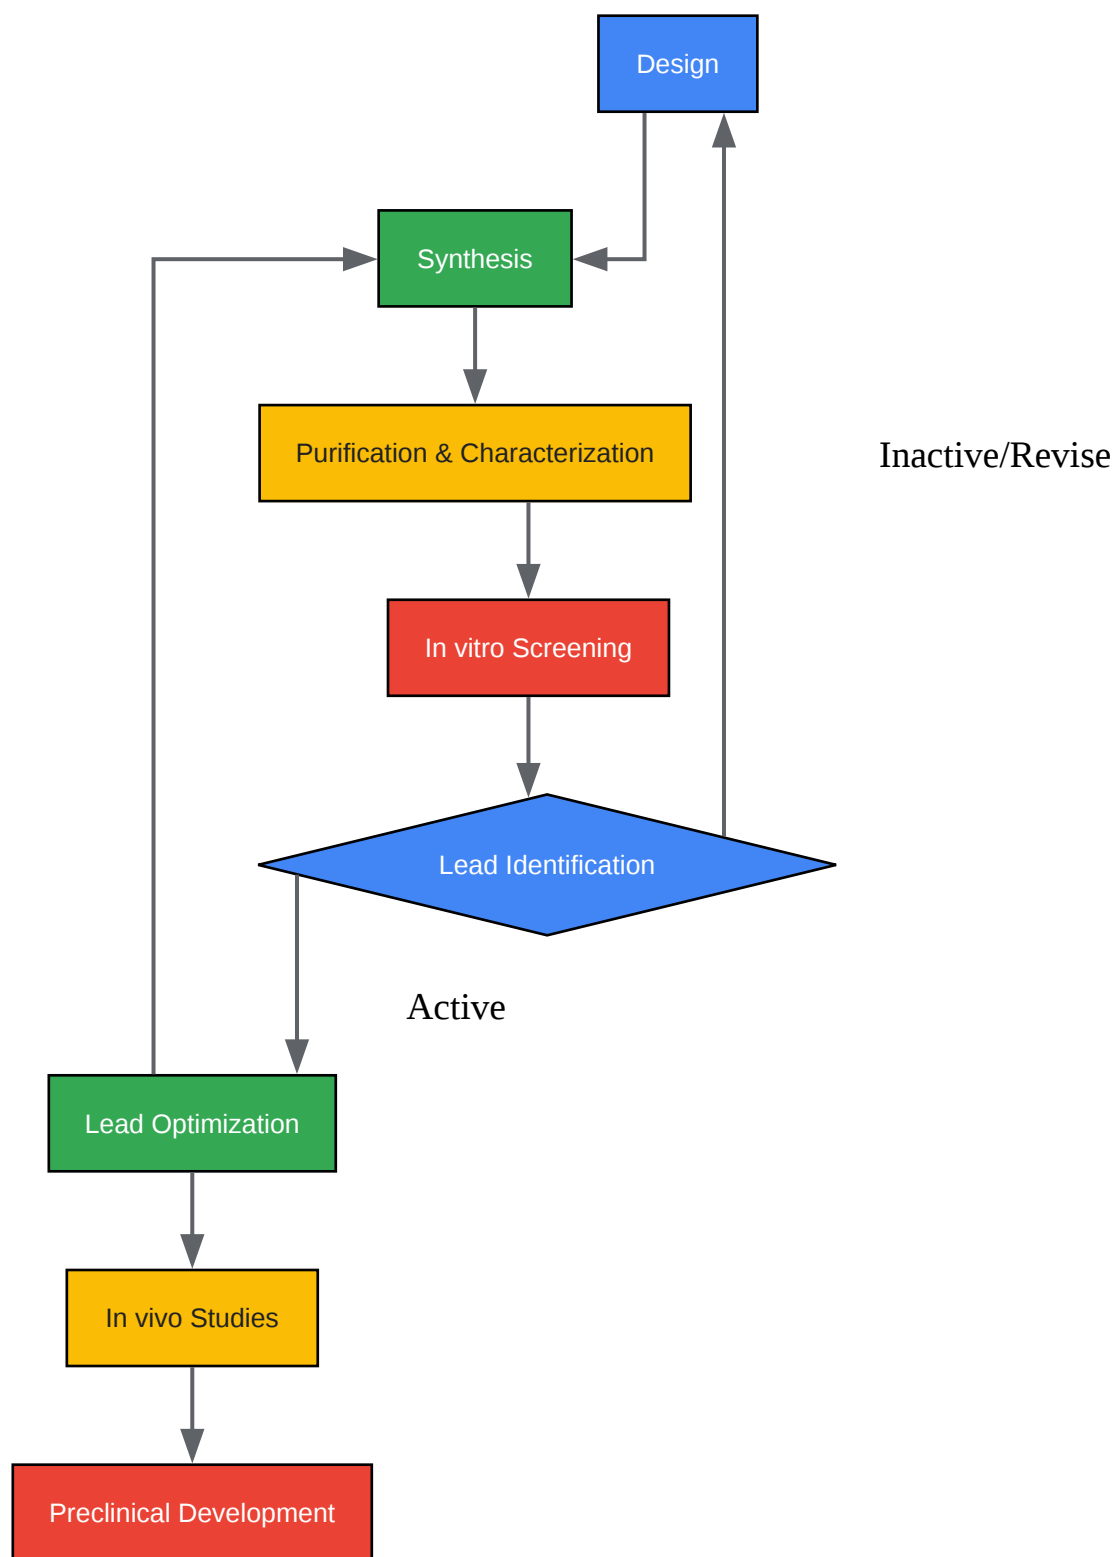 Design
Synthesis
Purification & Characterization
Inactive/Revise
In vitro Screening
Lead Identification
Active
Lead Optimization
In vivo Studies
Preclinical Development